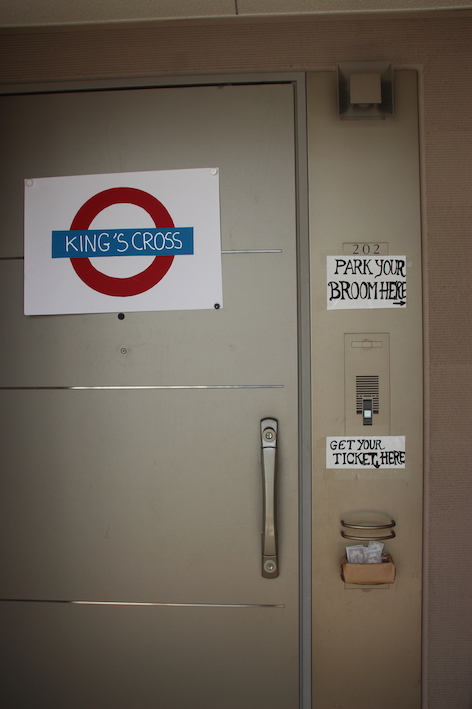 KING'S CROSS
202
PARK YOUR
BROOM HERE
GET YOUR
TICKET, HERE